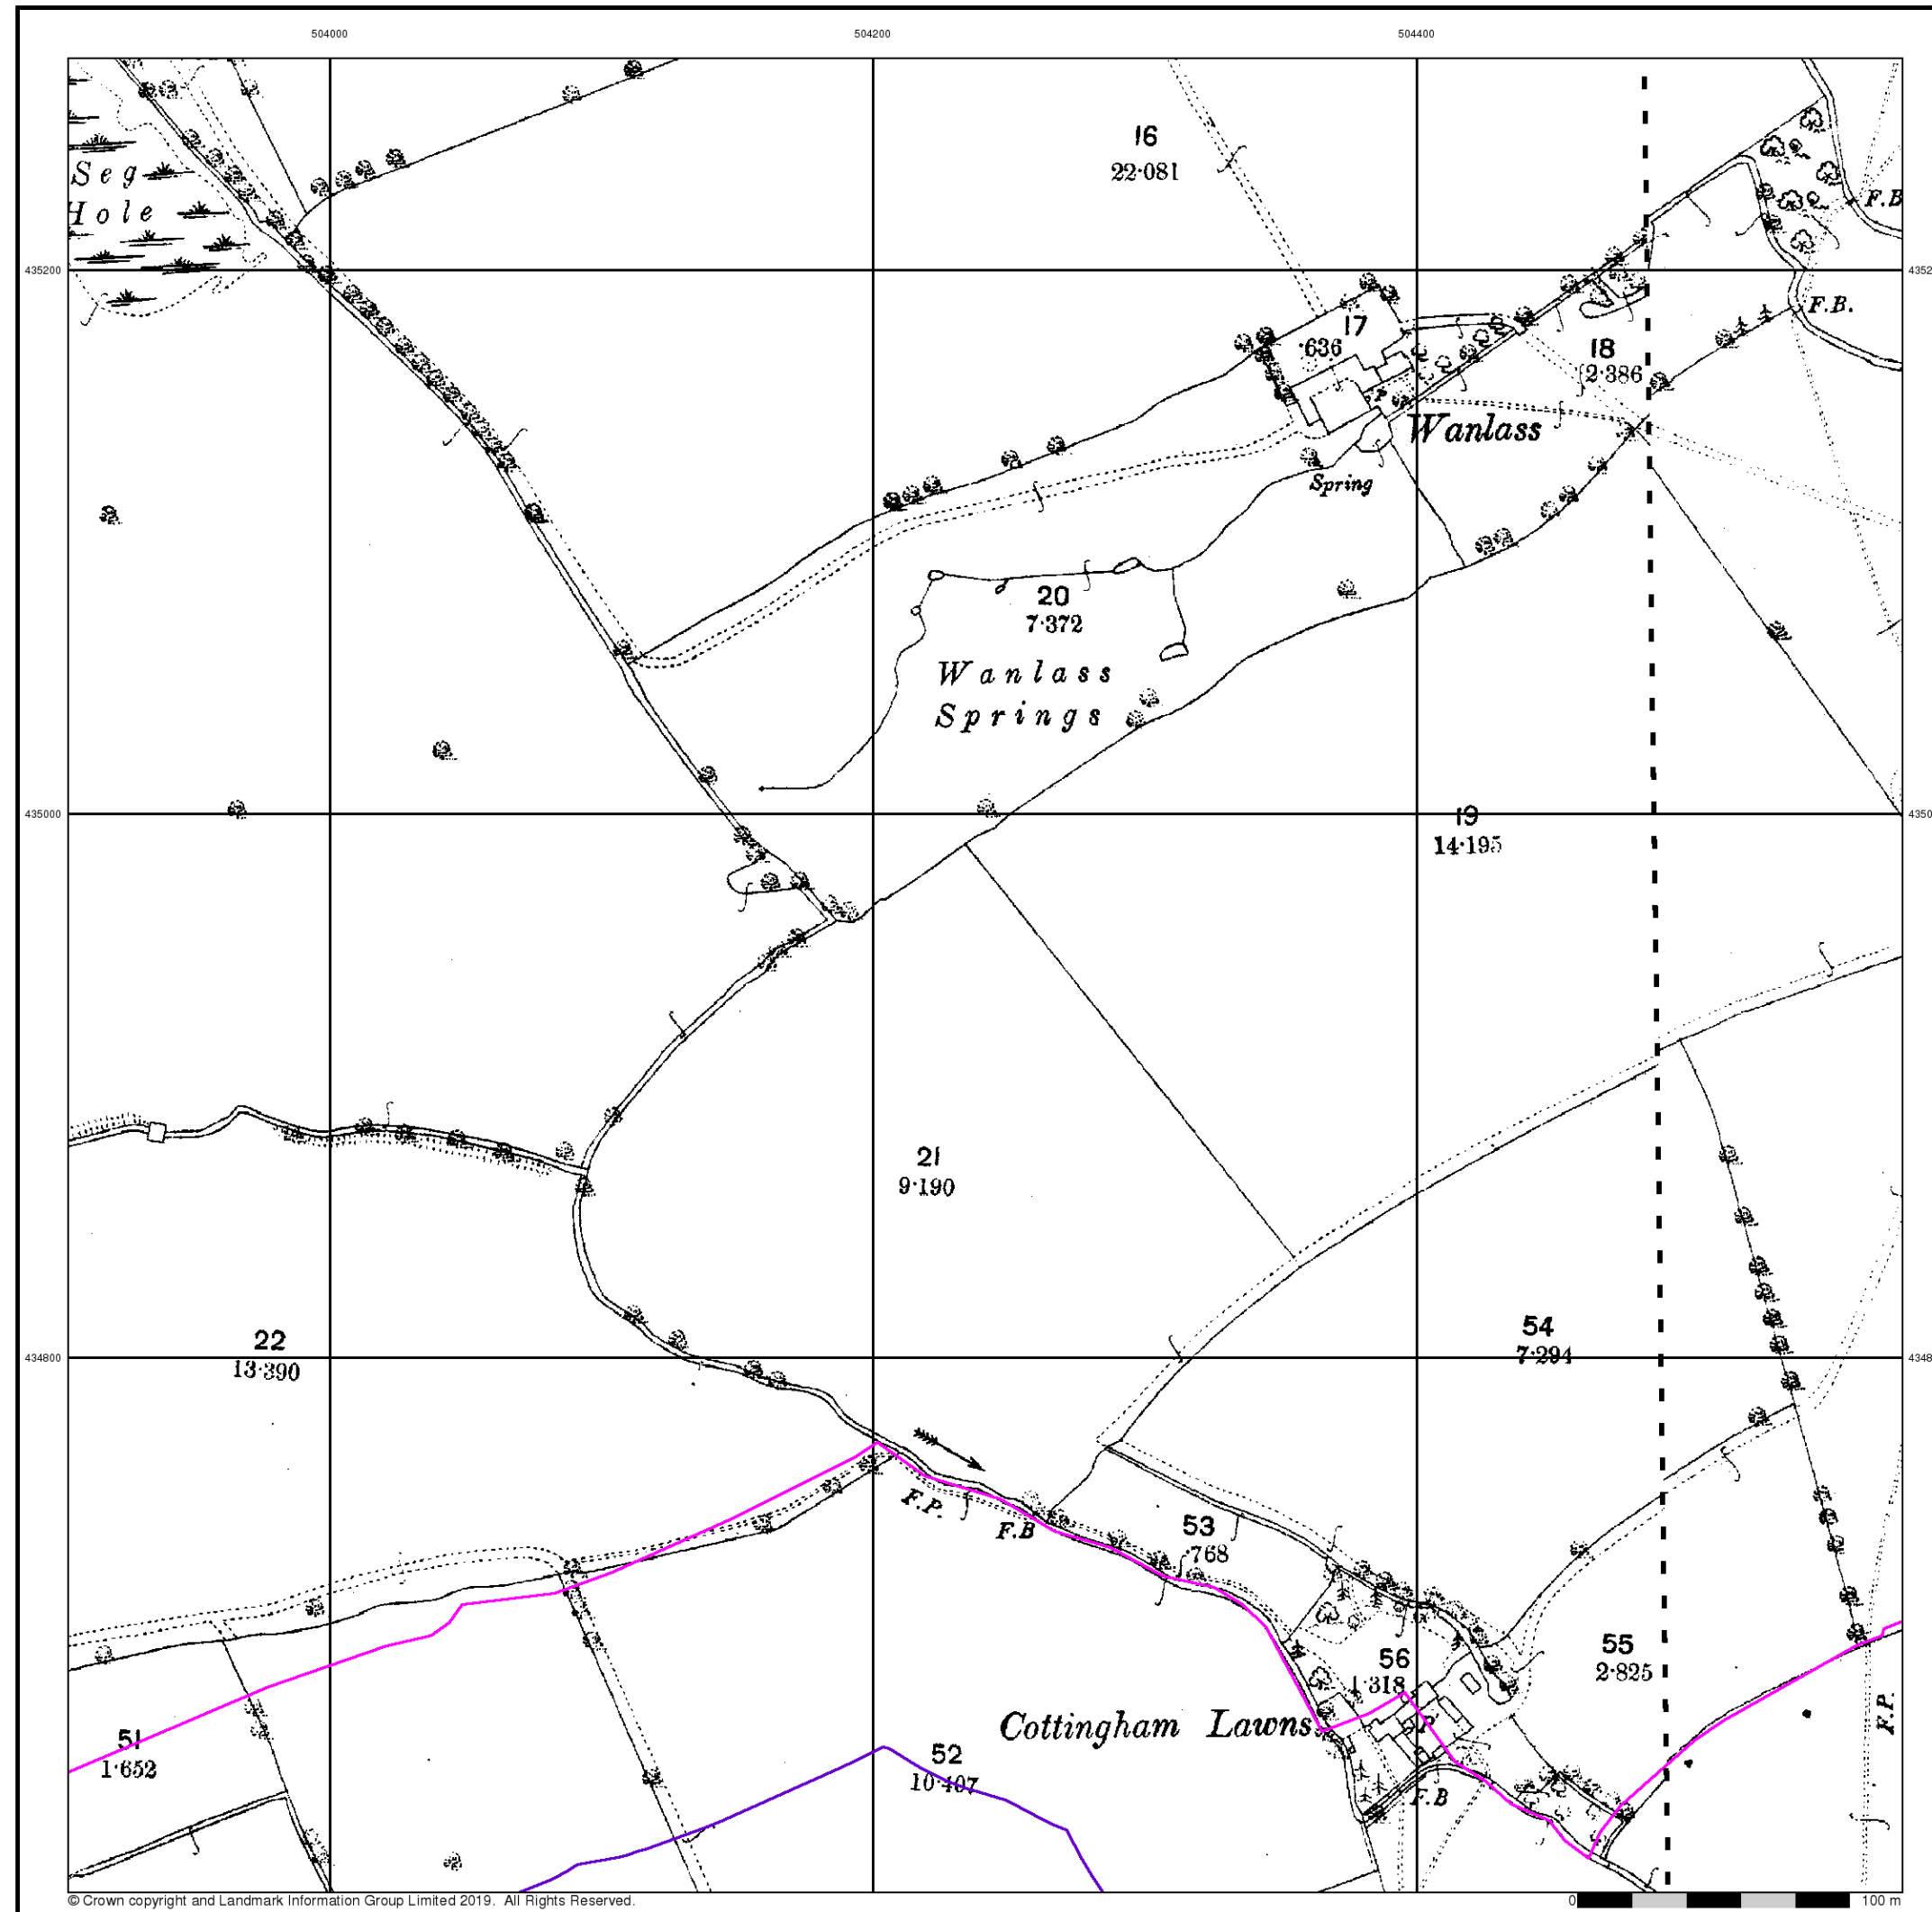 504000
504200
504400
16
22·081
Seg
Hole
F.B
435200
4352
F.B.
17
·636
18
2·386
P
Wanlass
Spring
20
7·372
Wanlass
Springs
435000
4350
19
14·195
21
9·190
54
7·294
22
13·390
434800
4348
F.P.
F.B
53
·768
56
1·318
55
2·825
F.P.
Cottingham Lawns
P
51
1·652
52
10·407
F.B
© Crown copyright and Landmark Information Group Limited 2019. All Rights Reserved.
0
100 m